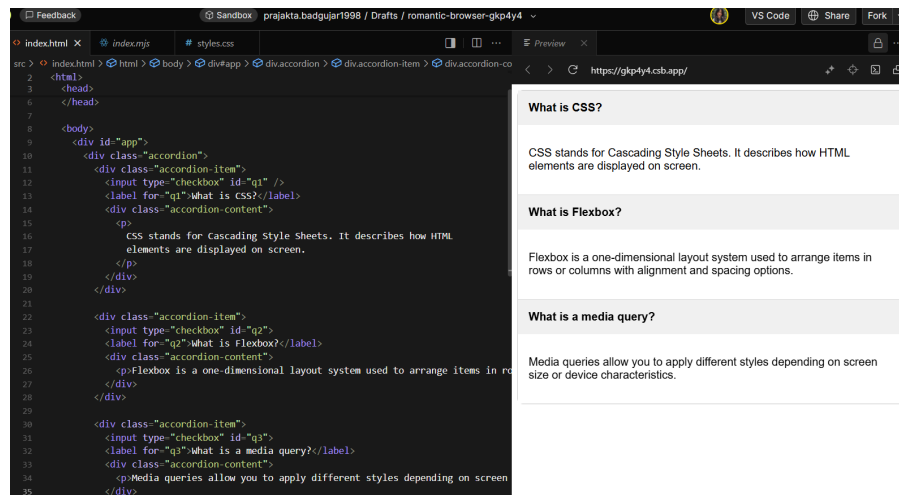 Feedback
Sandbox prajakta.badgujar1998 / Drafts / romantic-browser-gkp4y4
VS Code Share Fork
index.html index.mjs # styles.css
Preview
src > index.html > html > body > div#app > div.accordion > div.accordion-item > div.accordion-co
https://gkp4y4.csb.app/
2 <html>
3 <head>
6 </head>
7
8 <body>
9 <div id="app">
10 <div class="accordion">
11 <div class="accordion-item">
12 <input type="checkbox" id="q1" />
13 <label for="q1">What is CSS?</label>
14 <div class="accordion-content">
15 <p>
16 CSS stands for Cascading Style Sheets. It describes how HTML
17 elements are displayed on screen.
18 </p>
19 </div>
20 </div>
21
22 <div class="accordion-item">
23 <input type="checkbox" id="q2">
24 <label for="q2">What is Flexbox?</label>
25 <div class="accordion-content">
26 <p>Flexbox is a one-dimensional layout system used to arrange items in ro
27 </div>
28 </div>
29
30 <div class="accordion-item">
31 <input type="checkbox" id="q3">
32 <label for="q3">What is a media query?</label>
33 <div class="accordion-content">
34 <p>Media queries allow you to apply different styles depending on screen
35 </div>
What is CSS?
CSS stands for Cascading Style Sheets. It describes how HTML
elements are displayed on screen.
What is Flexbox?
Flexbox is a one-dimensional layout system used to arrange items in
rows or columns with alignment and spacing options.
What is a media query?
Media queries allow you to apply different styles depending on screen
size or device characteristics.